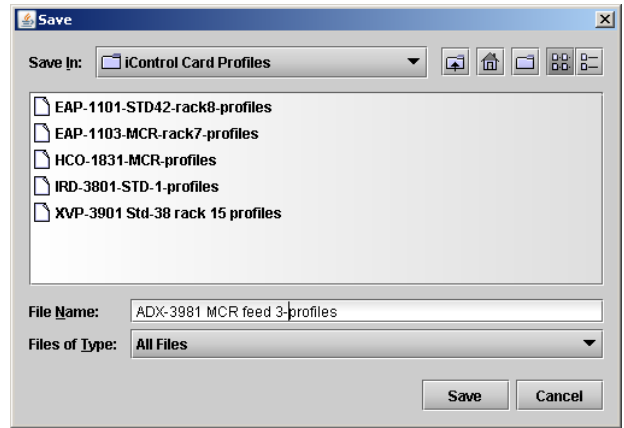 Save
Save In: iControl Card Profiles
EAP-1101-STD42-rack8-profiles
EAP-1103-MCR-rack7-profiles
HCO-1831-MCR-profiles
IRD-3801-STD-1-profiles
XVP-3901 Std-38 rack 15 profiles
File Name: ADX-3981 MCR feed 3-profiles
Files of Type: All Files
Save Cancel